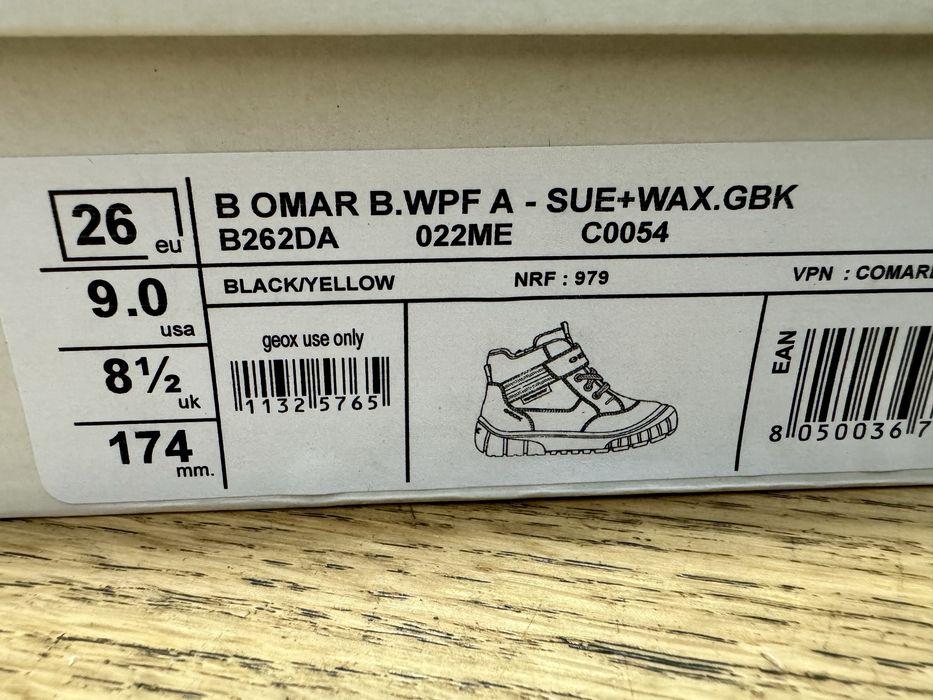 26 eu
9.0 usa
8½ uk
174 mm.
B OMAR B.WPF A - SUE+WAX.GBK
B262DA 022ME C0054
BLACK/YELLOW NRF : 979 VPN : COMAR
geox use only
11325765
EAN
8 050036 7